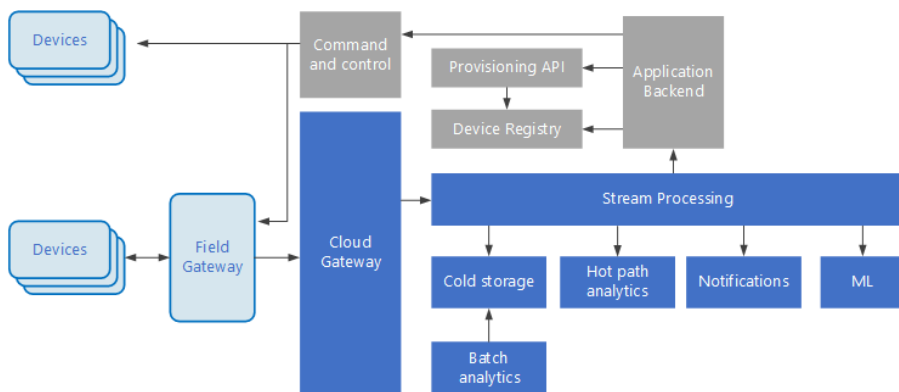 Devices
Command
and control
Provisioning API
Application
Backend
Device Registry
Stream Processing
Devices
Field
Gateway
Cloud
Gateway
Cold storage
Hot path
analytics
Notifications
ML
Batch
analytics